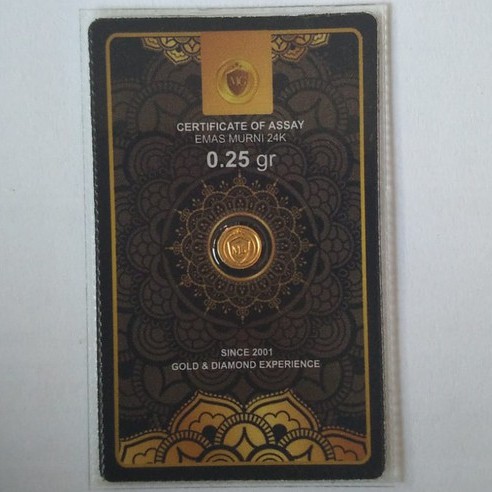 CERTIFICATE OF ASSAY
EMAS MURNI 24K
0.25 gr
SINCE 2001
GOLD & DIAMOND EXPERIENCE